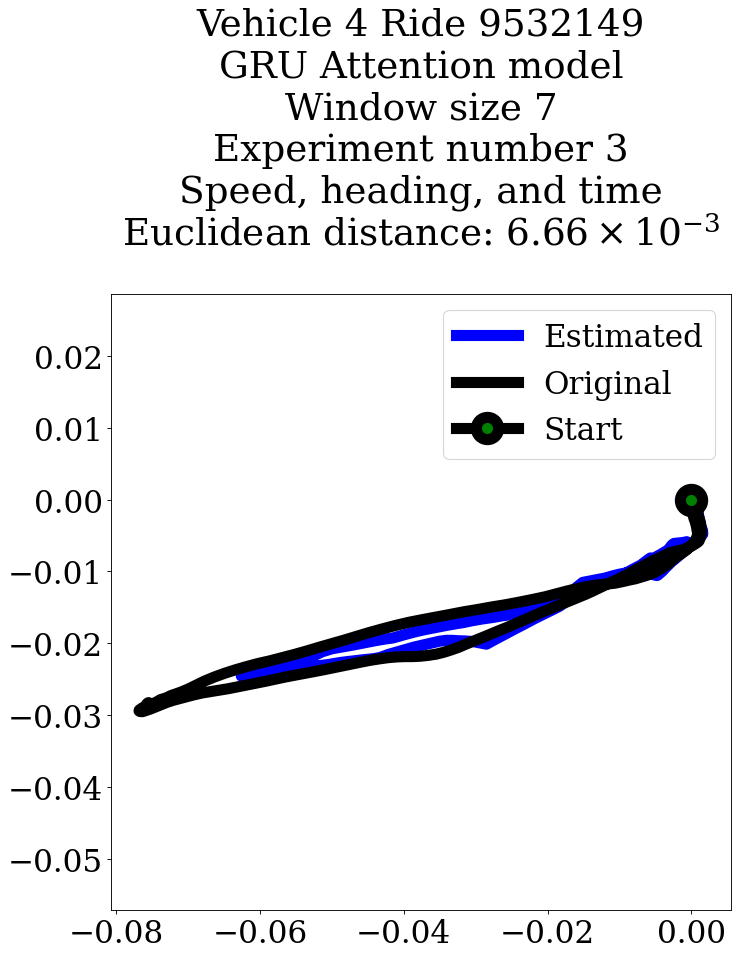 Vehicle 4 Ride 9532149
GRU Attention model
Window size 7
Experiment number 3
Speed, heading, and time
Euclidean distance: 6.66 × 10⁻³
Estimated
Original
Start
0.02
0.01
0.00
−0.01
−0.02
−0.03
−0.04
−0.05
−0.08 −0.06 −0.04 −0.02 0.00